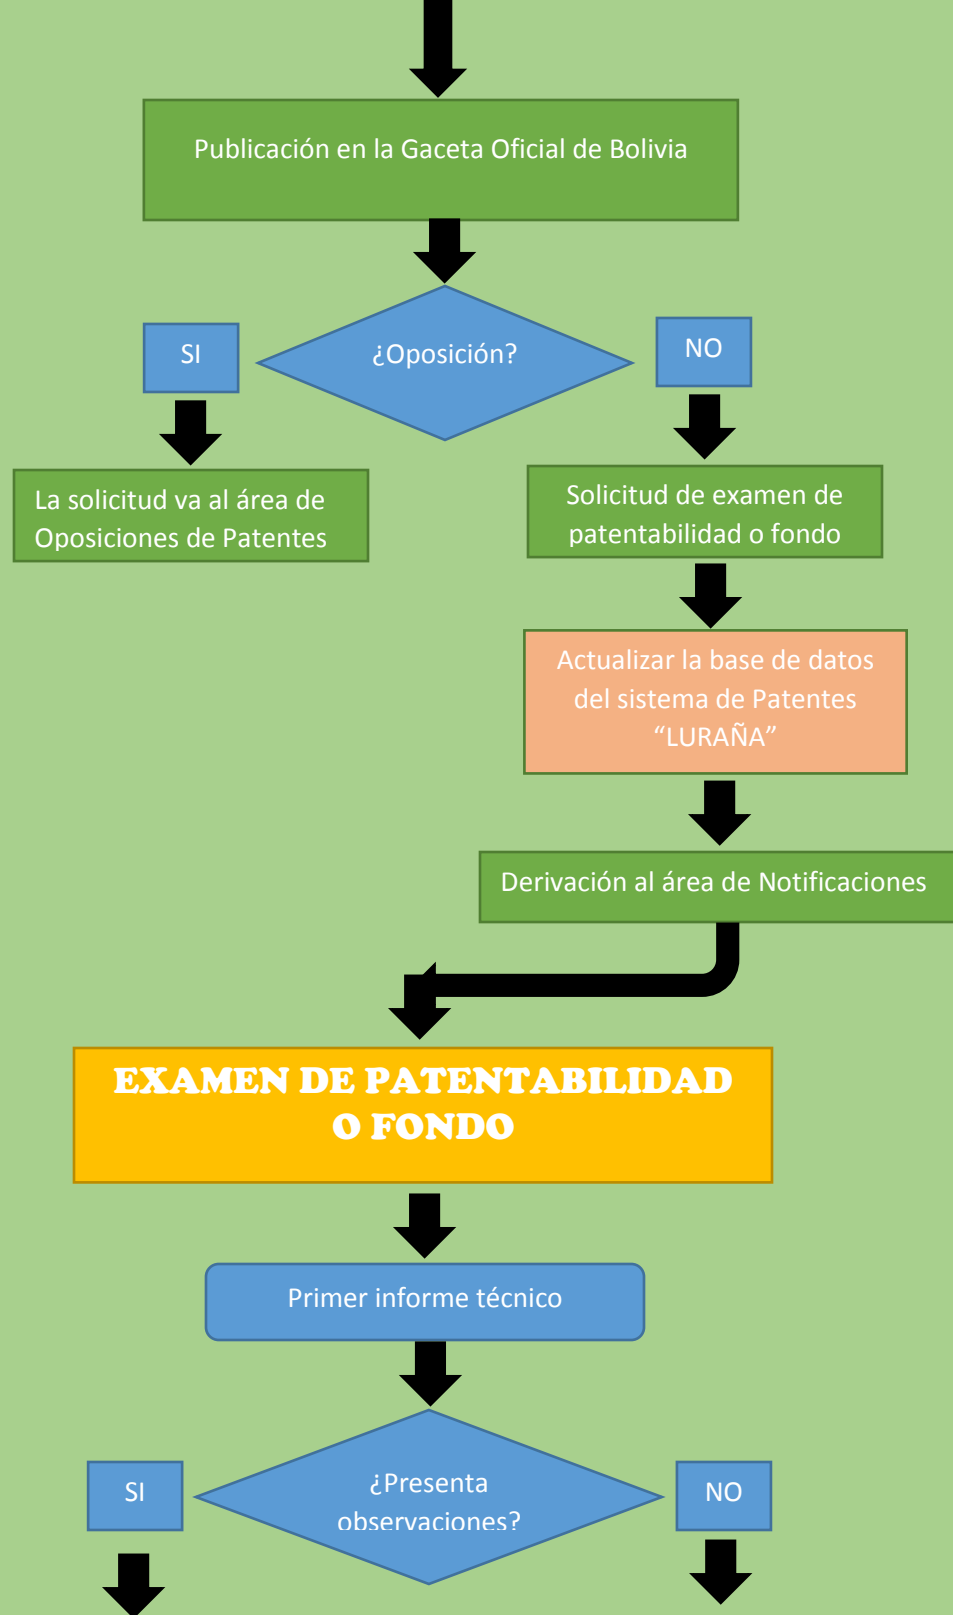 Publicación en la Gaceta Oficial de Bolivia
¿Oposición?
SI
NO
La solicitud va al área de
Oposiciones de Patentes
Solicitud de examen de
patentabilidad o fondo
Actualizar la base de datos
del sistema de Patentes
“LURAÑA”
Derivación al área de Notificaciones
EXAMEN DE PATENTABILIDAD
O FONDO
Primer informe técnico
¿Presenta
observaciones?
SI
NO